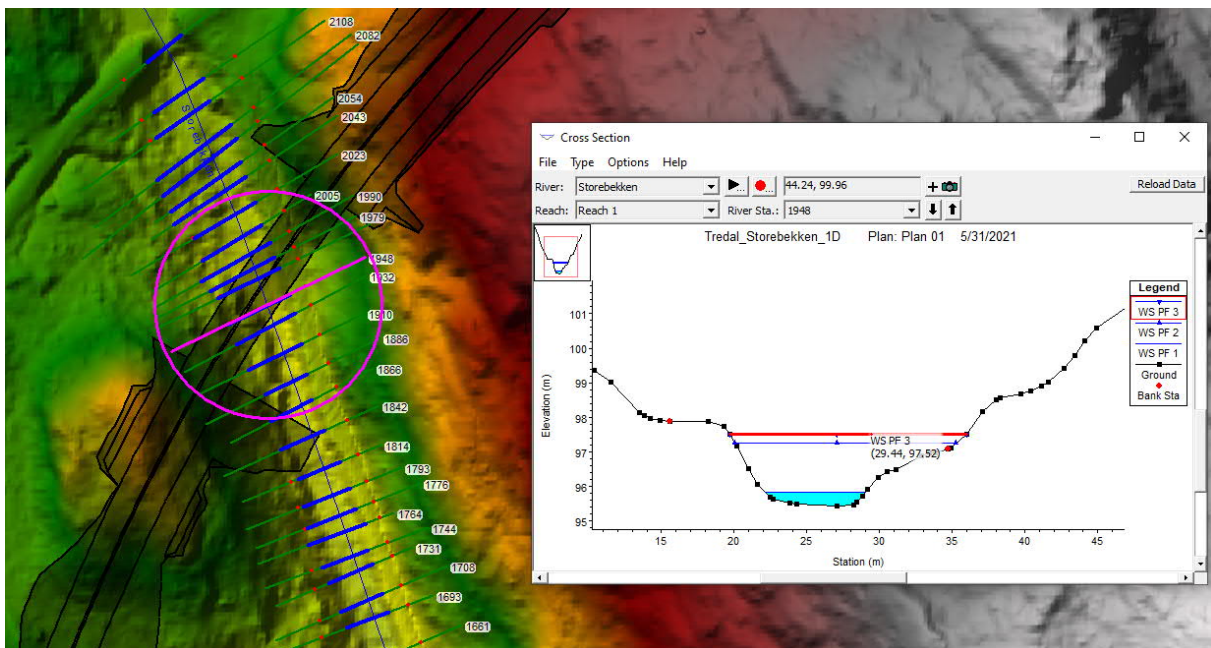 2108
2082
2054
2043
2023
2005
1990
1979
1948
1932
1910
1886
1866
1842
1814
1793
1776
1764
1744
1731
1708
1693
1661
Cross Section
File Type Options Help
River: Storebekken 44.24, 99.96 Reload Data
Reach: Reach 1 River Sta.: 1948
Tredal_Storebekken_1D Plan: Plan 01 5/31/2021
Legend
WS PF 3
WS PF 2
WS PF 1
Ground
Bank Sta
101
100
99
98
97
96
95
Elevation (m)
WS PF 3
(29.44, 97.52)
15 20 25 30 35 40 45
Station (m)